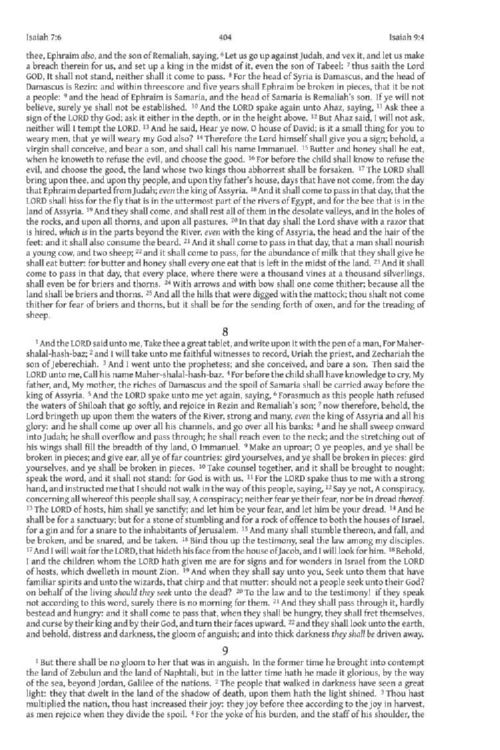 Isaiah 7:6 404 Isaiah 9:4
thee, Ephraim also, and the son of Remaliah, saying, 6 Let us go up against Judah, and vex it, and let us make
a breach therein for us, and set up a king in the midst of it, even the son of Tabeel: 7 thus saith the Lord
GOD, It shall not stand, neither shall it come to pass. 8 For the head of Syria is Damascus, and the head of
Damascus is Rezin: and within threescore and five years shall Ephraim be broken in pieces, that it be not
a people: 9 and the head of Ephraim is Samaria, and the head of Samaria is Remaliah's son. If ye will not
believe, surely ye shall not be established. 10 And the LORD spake again unto Ahaz, saying, 11 Ask thee a
sign of the LORD thy God; ask it either in the depth, or in the height above. 12 But Ahaz said, I will not ask,
neither will I tempt the LORD. 13 And he said, Hear ye now, O house of David; is it a small thing for you to
weary men, that ye will weary my God also? 14 Therefore the Lord himself shall give you a sign; behold, a
virgin shall conceive, and bear a son, and shall call his name Immanuel. 15 Butter and honey shall he eat,
when he knoweth to refuse the evil, and choose the good. 16 For before the child shall know to refuse the
evil, and choose the good, the land whose two kings thou abhorrest shall be forsaken. 17 The LORD shall
bring upon thee, and upon thy people, and upon thy father's house, days that have not come, from the day
that Ephraim departed from Judah; even the king of Assyria. 18 And it shall come to pass in that day, that the
LORD shall hiss for the fly that is in the uttermost part of the rivers of Egypt, and for the bee that is in the
land of Assyria. 19 And they shall come, and shall rest all of them in the desolate valleys, and in the holes of
the rocks, and upon all thorns, and upon all pastures. 20 In that day shall the Lord shave with a razor that
is hired, which is in the parts beyond the River, even with the king of Assyria, the head and the hair of the
feet: and it shall also consume the beard. 21 And it shall come to pass in that day, that a man shall nourish
a young cow, and two sheep; 22 and it shall come to pass, for the abundance of milk that they shall give he
shall eat butter: for butter and honey shall every one eat that is left in the midst of the land. 23 And it shall
come to pass in that day, that every place, where there were a thousand vines at a thousand silverlings,
shall even be for briers and thorns. 24 With arrows and with bow shall one come thither; because all the
land shall be briers and thorns. 25 And all the hills that were digged with the mattock; thou shalt not come
thither for fear of briers and thorns, but it shall be for the sending forth of oxen, and for the treading of
sheep.
8
1 And the LORD said unto me, Take thee a great tablet, and write upon it with the pen of a man, For Maher-
shalal-hash-baz; 2 and I will take unto me faithful witnesses to record, Uriah the priest, and Zechariah the
son of Jeberechiah. 3 And I went unto the prophetess; and she conceived, and bare a son. Then said the
LORD unto me, Call his name Maher-shalal-hash-baz. 4 For before the child shall have knowledge to cry, My
father, and, My mother, the riches of Damascus and the spoil of Samaria shall be carried away before the
king of Assyria. 5 And the LORD spake unto me yet again, saying, 6 Forasmuch as this people hath refused
the waters of Shiloah that go softly, and rejoice in Rezin and Remaliah's son; 7 now therefore, behold, the
Lord bringeth up upon them the waters of the River, strong and many, even the king of Assyria and all his
glory: and he shall come up over all his channels, and go over all his banks: 8 and he shall sweep onward
into Judah; he shall overflow and pass through; he shall reach even to the neck; and the stretching out of
his wings shall fill the breadth of thy land, O Immanuel. 9 Make an uproar; O ye peoples, and ye shall be
broken in pieces; and give ear, all ye of far countries: gird yourselves, and ye shall be broken in pieces; gird
yourselves, and ye shall be broken in pieces. 10 Take counsel together, and it shall be brought to nought;
speak the word, and it shall not stand: for God is with us. 11 For the LORD spake thus to me with a strong
hand, and instructed me that I should not walk in the way of this people, saying, 12 Say ye not, A conspiracy,
concerning all whereof this people shall say, A conspiracy; neither fear ye their fear, nor be in dread thereof.
13 The LORD of hosts, him shall ye sanctify; and let him be your fear, and let him be your dread. 14 And he
shall be for a sanctuary; but for a stone of stumbling and for a rock of offence to both the houses of Israel,
for a gin and for a snare to the inhabitants of Jerusalem. 15 And many shall stumble thereon, and fall, and
be broken, and be snared, and be taken. 16 Bind thou up the testimony, seal the law among my disciples.
17 And I will wait for the LORD, that hideth his face from the house of Jacob, and I will look for him. 18 Behold,
I and the children whom the LORD hath given me are for signs and for wonders in Israel from the LORD
of hosts, which dwelleth in mount Zion. 19 And when they shall say unto you, Seek unto them that have
familiar spirits and unto the wizards, that chirp and that mutter: should not a people seek unto their God?
on behalf of the living should they seek unto the dead? 20 To the law and to the testimony! if they speak
not according to this word, surely there is no morning for them. 21 And they shall pass through it, hardly
bestead and hungry: and it shall come to pass that, when they shall be hungry, they shall fret themselves,
and curse by their king and by their God, and turn their faces upward. 22 and they shall look unto the earth,
and behold, distress and darkness, the gloom of anguish; and into thick darkness they shall be driven away.
9
1 But there shall be no gloom to her that was in anguish. In the former time he brought into contempt
the land of Zebulun and the land of Naphtali, but in the latter time hath he made it glorious, by the way
of the sea, beyond Jordan, Galilee of the nations. 2 The people that walked in darkness have seen a great
light: they that dwelt in the land of the shadow of death, upon them hath the light shined. 3 Thou hast
multiplied the nation, thou hast increased their joy: they joy before thee according to the joy in harvest,
as men rejoice when they divide the spoil. 4 For the yoke of his burden, and the staff of his shoulder, the